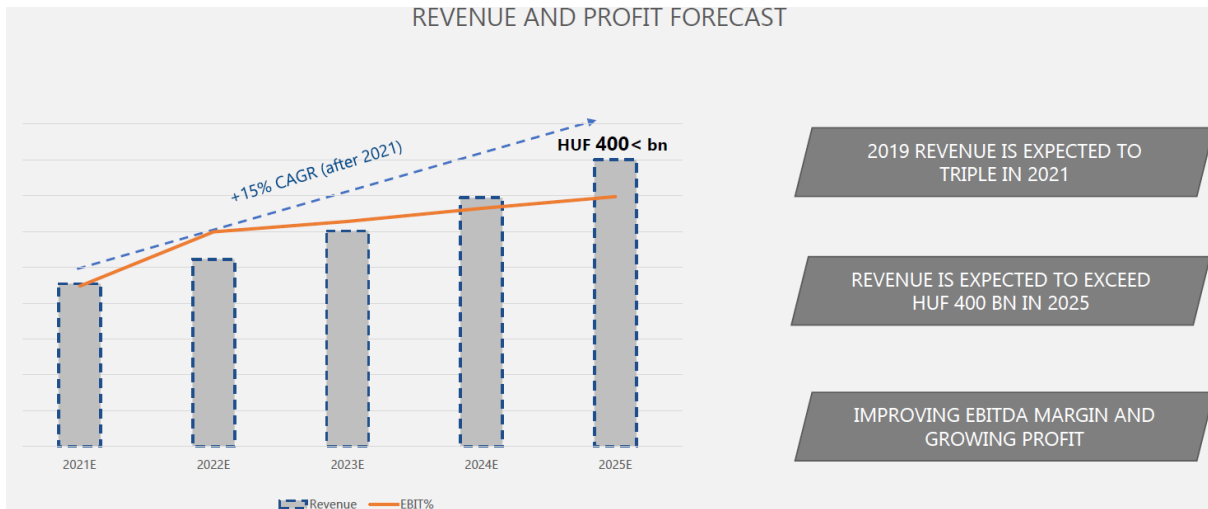 REVENUE AND PROFIT FORECAST
+15% CAGR (after 2021)
HUF 400< bn
2021E
2022E
2023E
2024E
2025E
Revenue
EBIT%
2019 REVENUE IS EXPECTED TO
TRIPLE IN 2021
REVENUE IS EXPECTED TO EXCEED
HUF 400 BN IN 2025
IMPROVING EBITDA MARGIN AND
GROWING PROFIT